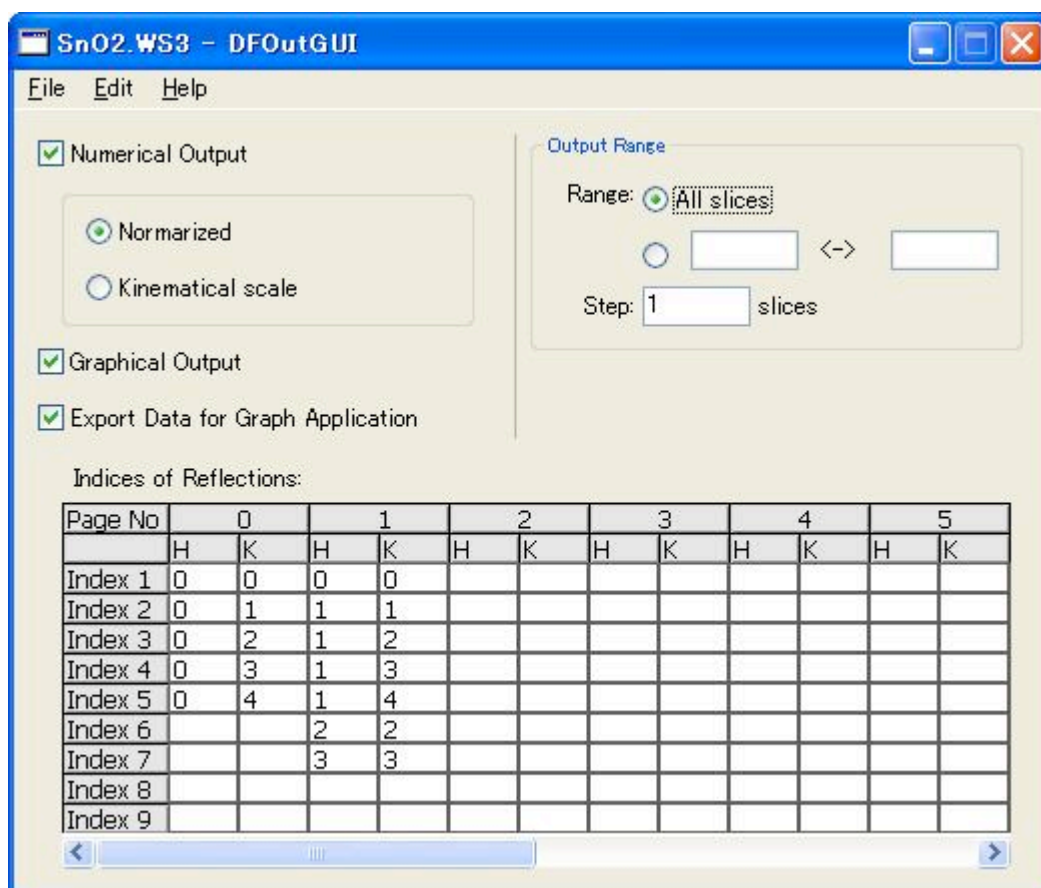 SnO2.WS3 - DFOutGUI
File Edit Help
Numerical Output
Normarized
Kinematical scale
Graphical Output
Export Data for Graph Application
Output Range
Range: All slices
<->
Step: 1 slices
Indices of Reflections:
Page No 0 1 2 3 4 5
H K H K H K H K H K H K
Index 1 0 0 0 0
Index 2 0 1 1 1
Index 3 0 2 1 2
Index 4 0 3 1 3
Index 5 0 4 1 4
Index 6 2 2
Index 7 3 3
Index 8
Index 9